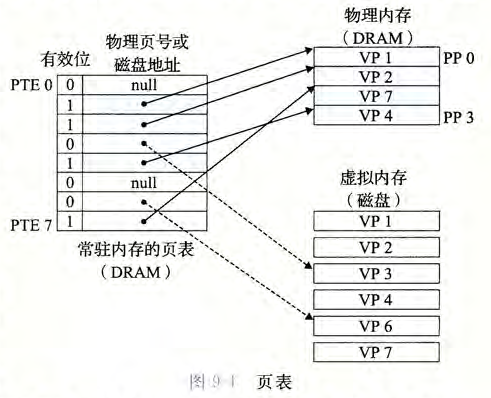 物理页号或
磁盘地址
有效位
PTE 0 0 null
1
1
0
1
0 null
0
PTE 7 1
常驻内存的页表
（DRAM）
物理内存
（DRAM）
VP 1 PP 0
VP 2
VP 7
VP 4 PP 3
虚拟内存
（磁盘）
VP 1
VP 2
VP 3
VP 4
VP 6
VP 7
图 9-4 页表